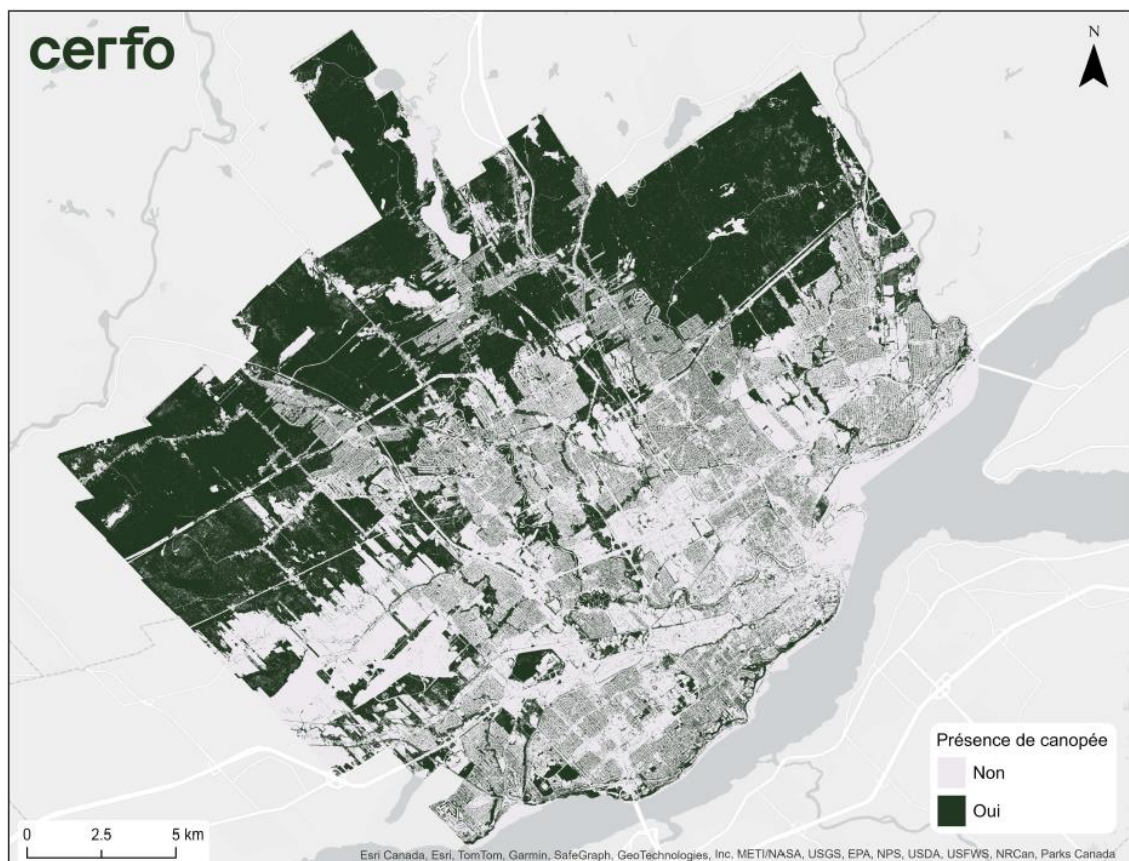 cerfo
N
Présence de canopée
Non
Oui
0 2.5 5 km
Esri Canada, Esri, TomTom, Garmin, SafeGraph, GeoTechnologies, Inc, METI/NASA, USGS, EPA, NPS, USDA, USFWS, NRCan, Parks Canada